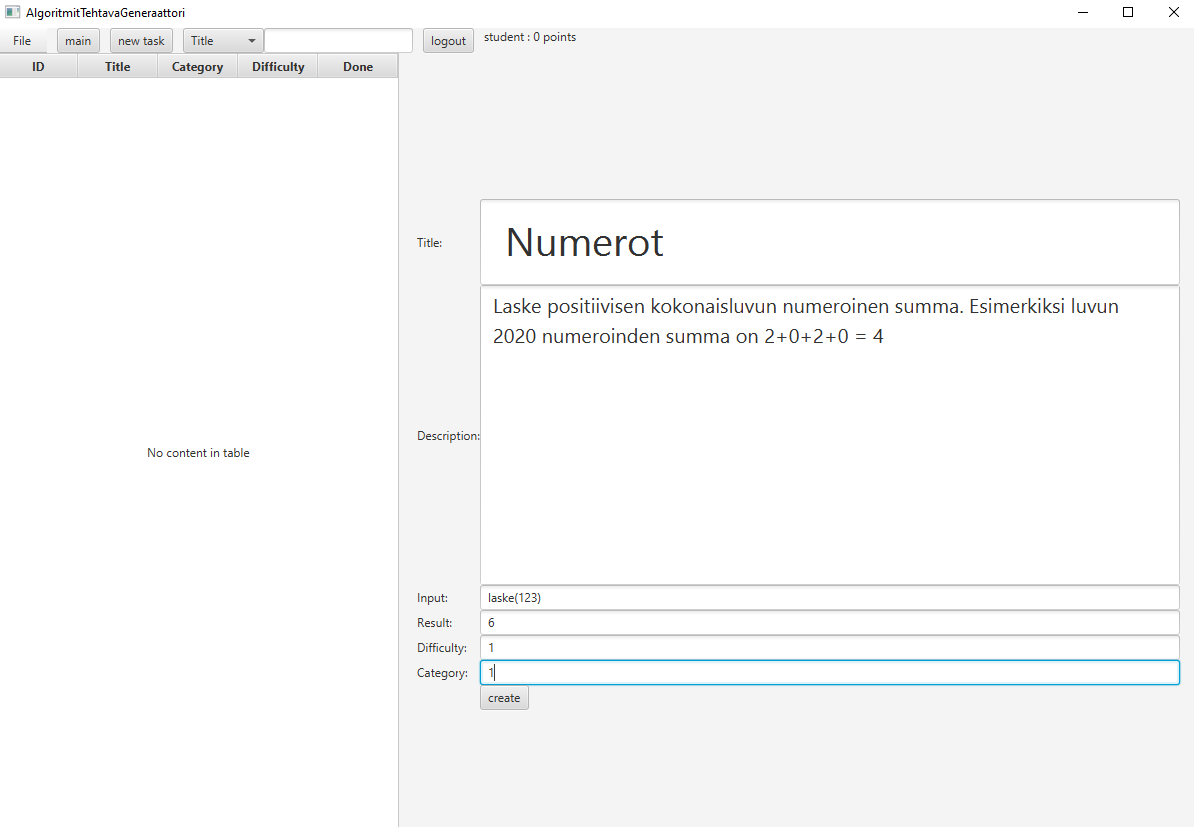 AlgoritmitTehtavaGeneraattori
File main new task Title logout student : 0 points
ID Title Category Difficulty Done
No content in table
Title: Numerot
Description:
Laske positiivisen kokonaisluvun numeroinen summa. Esimerkiksi luvun
2020 numeroinden summa on 2+0+2+0 = 4
Input: laske(123)
Result: 6
Difficulty: 1
Category: 1
create